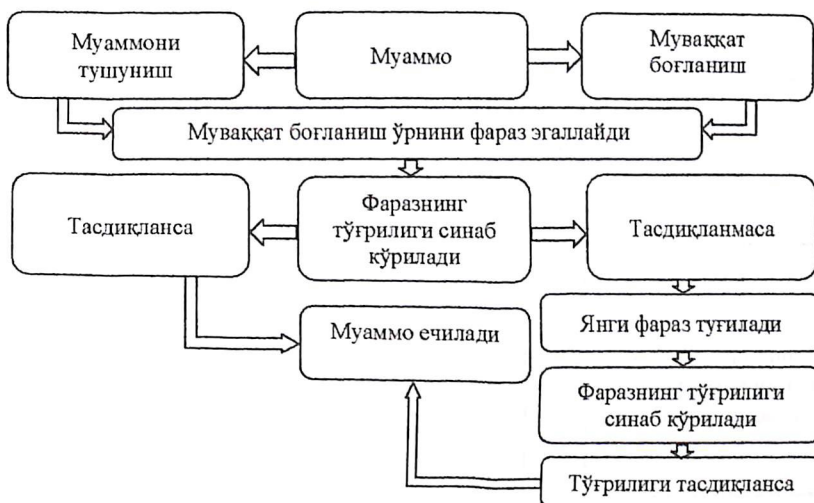 Муаммони
тушуниш
Муаммо
Муваққат
боғланиш
Муваққат боғланиш ўрнини фараз эгаллайди
Тасдиқланса
Фаразнинг
тўғрилиги синаб
кўрилади
Тасдиқланмаса
Муаммо ечилади
Янги фараз туғилади
Фаразнинг тўғрилиги
синаб кўрилади
Тўғрилиги тасдиқланса